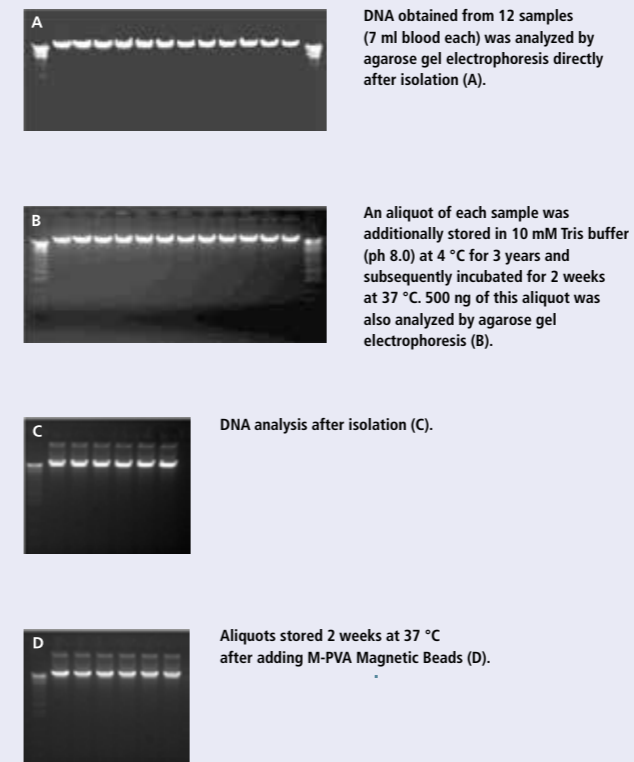 A
DNA obtained from 12 samples
(7 ml blood each) was analyzed by
agarose gel electrophoresis directly
after isolation (A).
B
An aliquot of each sample was
additionally stored in 10 mM Tris buffer
(ph 8.0) at 4 °C for 3 years and
subsequently incubated for 2 weeks
at 37 °C. 500 ng of this aliquot was
also analyzed by agarose gel
electrophoresis (B).
C
DNA analysis after isolation (C).
D
Aliquots stored 2 weeks at 37 °C
after adding M-PVA Magnetic Beads (D).